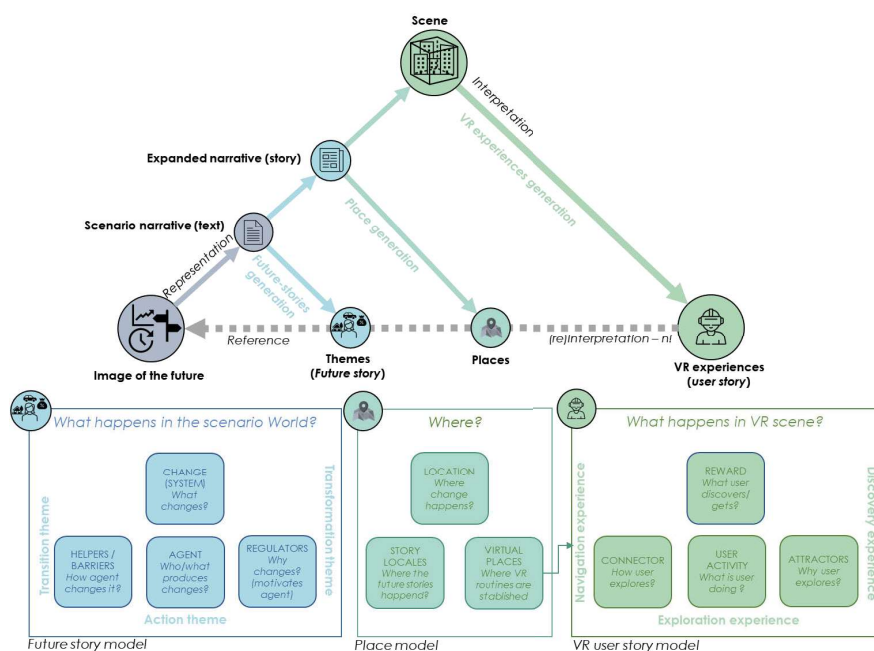 Scene
Interpretation
VR experiences generation
Expanded narrative (story)
Place generation
Scenario narrative (text)
Representation
Future-stories
generation
Reference
(re)Interpretation – n!
Image of the future
Themes
(Future story)
Places
VR experiences
(user story)
What happens in the scenario World?
Transition theme
CHANGE
(SYSTEM)
What
changes?
Transformation theme
HELPERS /
BARRIERS
How agent
changes it?
AGENT
Who/what
produces
changes?
REGULATORS
Why
changes?
(motivates
agent)
Action theme
Future story model
Where?
LOCATION
Where
change
happens?
STORY
LOCALES
Where the
future stories
happend?
VIRTUAL
PLACES
Where VR
routines are
stablished
Place model
What happens in VR scene?
Navigation experience
REWARD
What user
discovers/
gets?
Discovery experience
CONNECTOR
How user
explores?
USER
ACTIVITY
What is user
doing ?
ATTRACTORS
Why user
explores?
Exploration experience
VR user story model